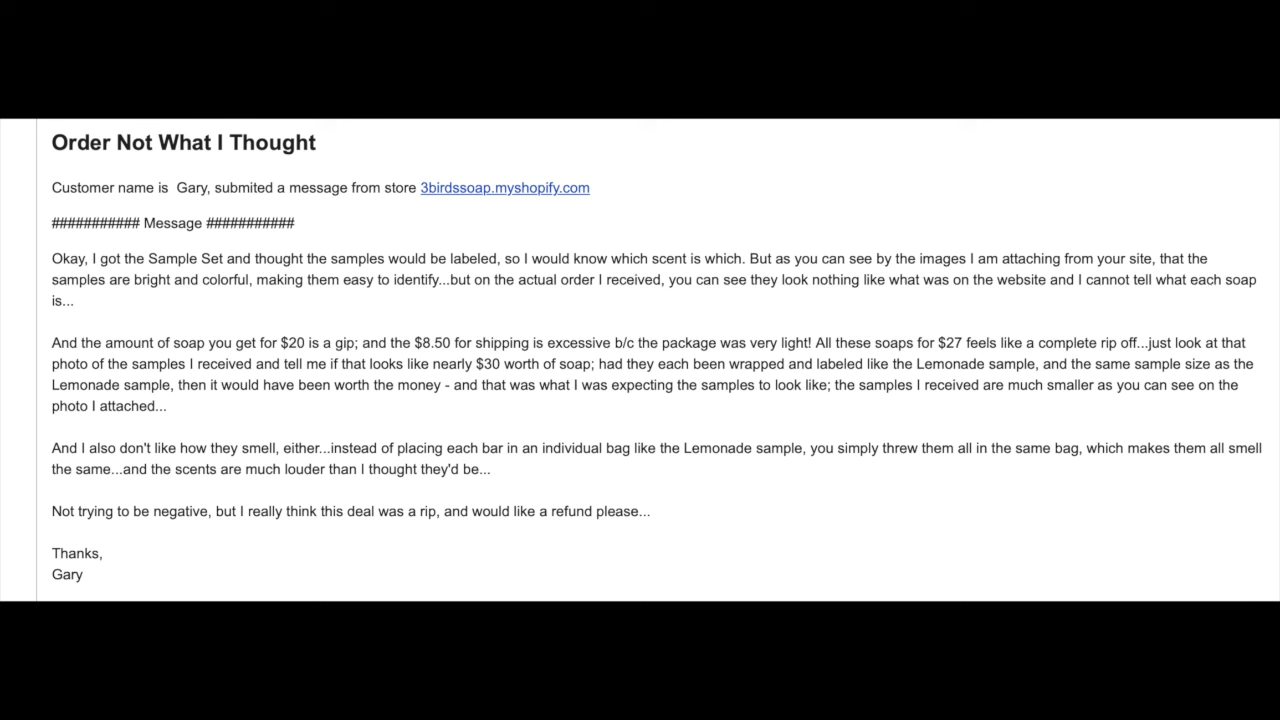 Order Not What I Thought
Customer name is  Gary, submited a message from store 3birdssoap.myshopify.com
########### Message ###########
Okay, I got the Sample Set and thought the samples would be labeled, so I would know which scent is which. But as you can see by the images I am attaching from your site, that the
samples are bright and colorful, making them easy to identify...but on the actual order I received, you can see they look nothing like what was on the website and I cannot tell what each soap
is...
And the amount of soap you get for $20 is a gip; and the $8.50 for shipping is excessive b/c the package was very light! All these soaps for $27 feels like a complete rip off...just look at that
photo of the samples I received and tell me if that looks like nearly $30 worth of soap; had they each been wrapped and labeled like the Lemonade sample, and the same sample size as the
Lemonade sample, then it would have been worth the money - and that was what I was expecting the samples to look like; the samples I received are much smaller as you can see on the
photo I attached...
And I also don't like how they smell, either...instead of placing each bar in an individual bag like the Lemonade sample, you simply threw them all in the same bag, which makes them all smell
the same...and the scents are much louder than I thought they'd be...
Not trying to be negative, but I really think this deal was a rip, and would like a refund please...
Thanks,
Gary